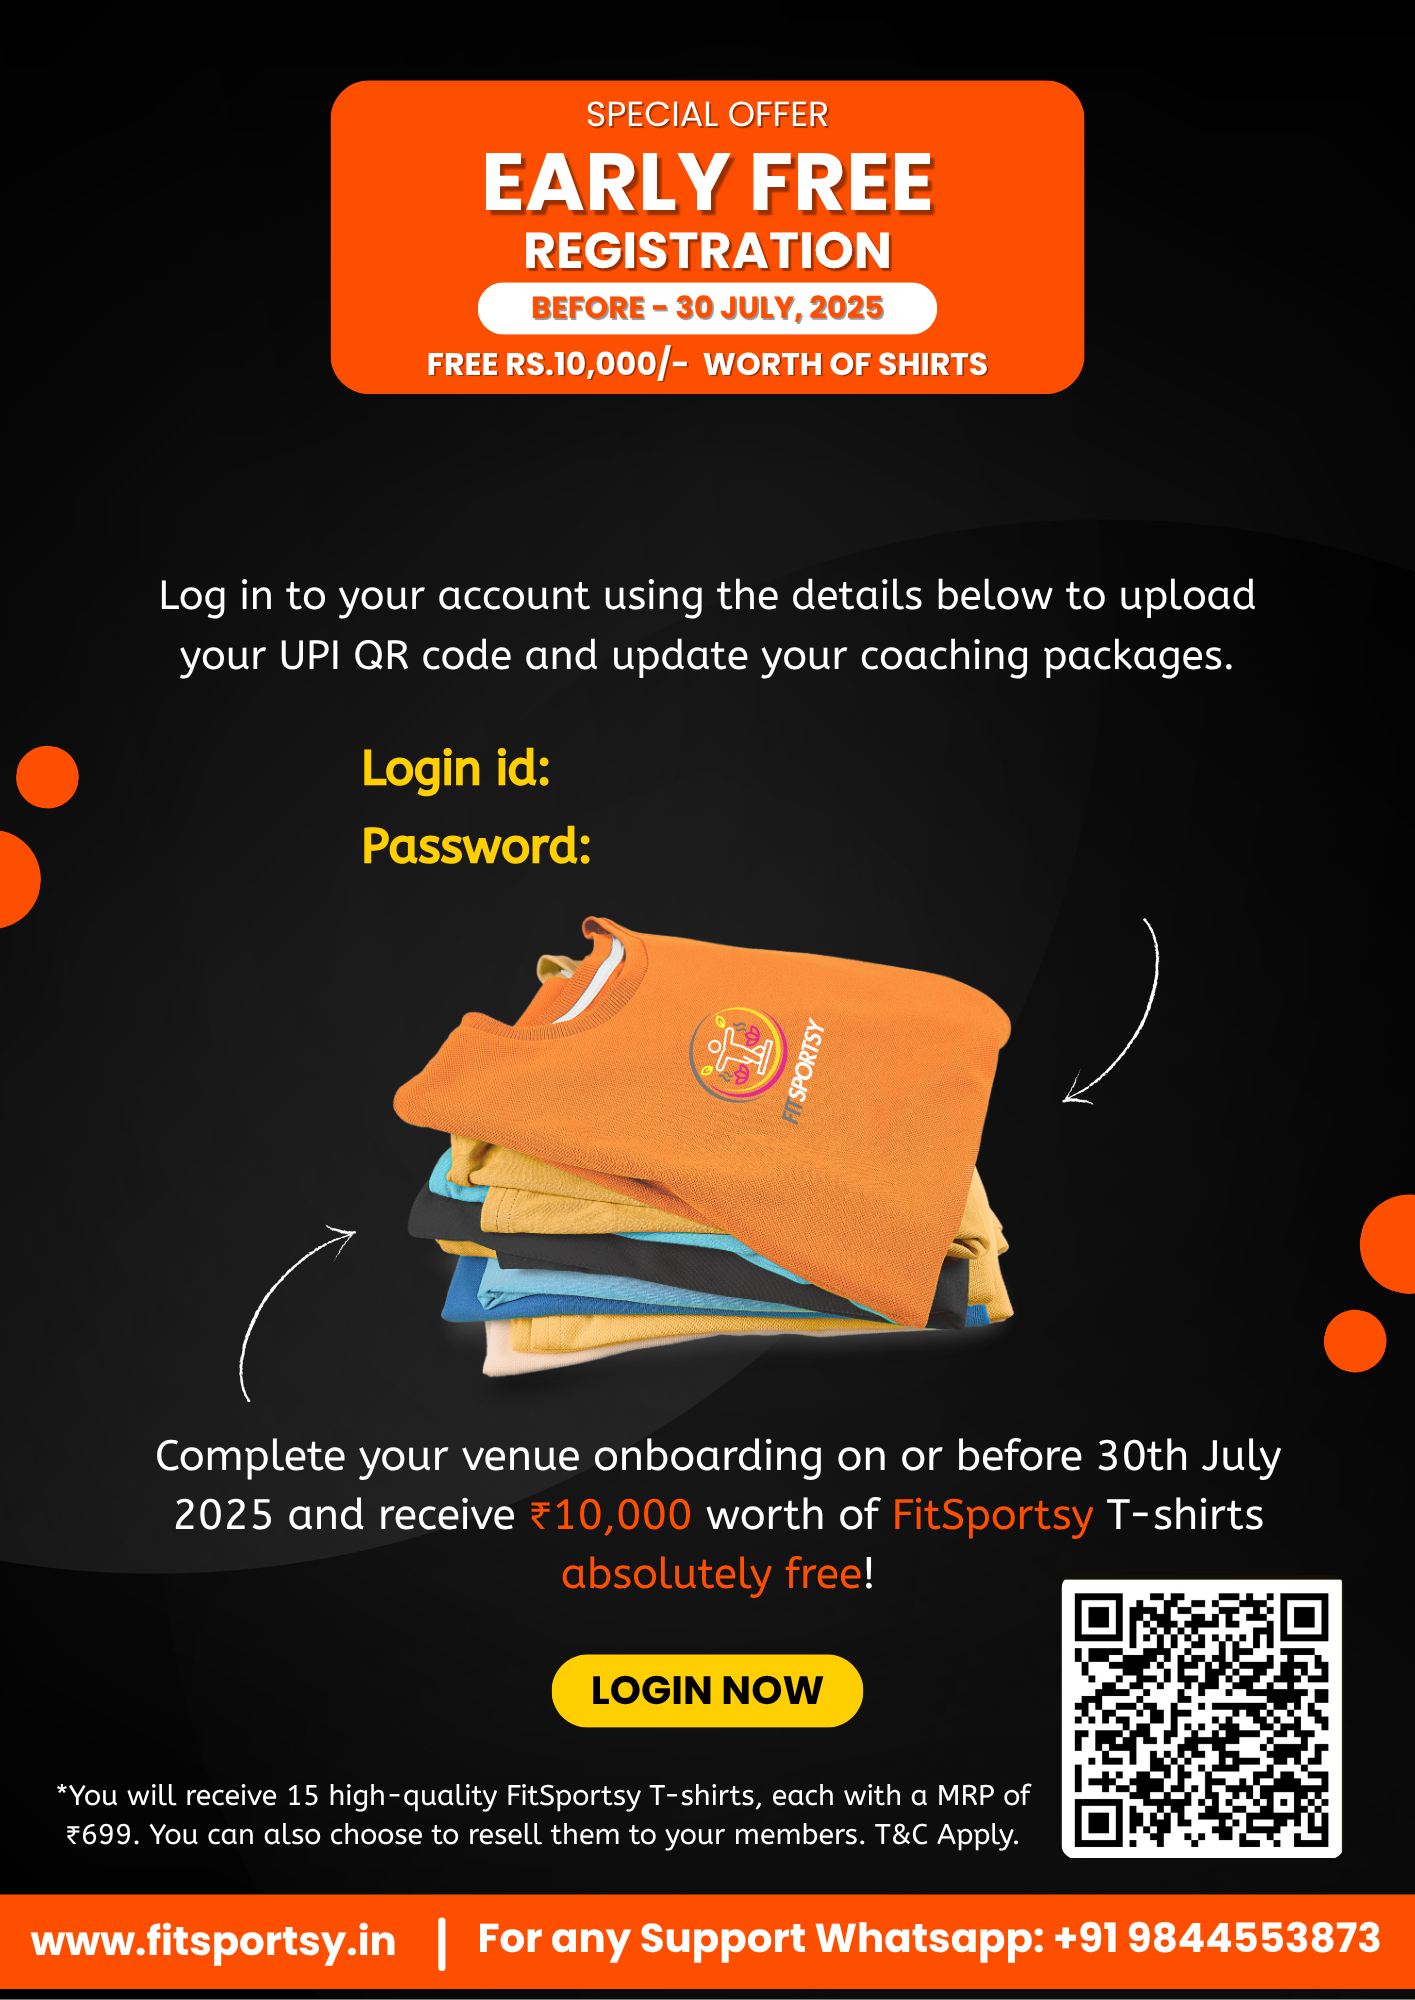 SPECIAL OFFER
EARLY FREE
REGISTRATION
BEFORE - 30 JULY, 2025
FREE RS.10,000/- WORTH OF SHIRTS
Log in to your account using the details below to upload
your UPI QR code and update your coaching packages.
Login id:
Password:
FITSPORTSY
Complete your venue onboarding on or before 30th July
2025 and receive ₹10,000 worth of FitSportsy T-shirts
absolutely free!
LOGIN NOW
*You will receive 15 high-quality FitSportsy T-shirts, each with a MRP of
₹699. You can also choose to resell them to your members. T&C Apply.
www.fitsportsy.in | For any Support Whatsapp: +91 9844553873